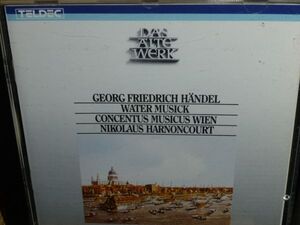 TELDEC
DAS
ALTE
WERK
GEORG FRIEDRICH HÄNDEL
WATER MUSICK
CONCENTUS MUSICUS WIEN
NIKOLAUS HARNONCOURT